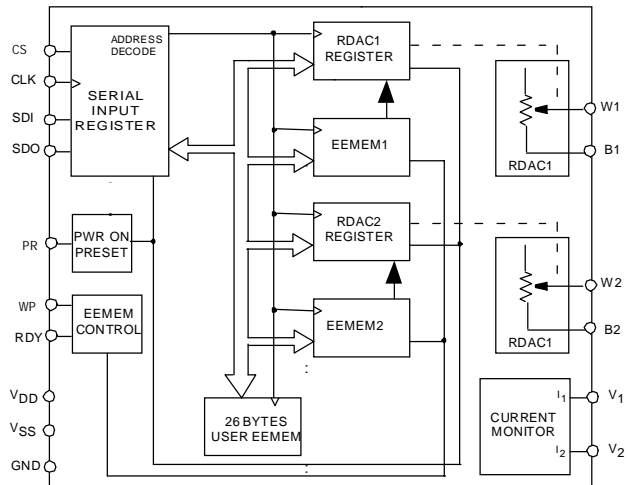 CS
CLK
SDI
SDO
PR
WP
RDY
VDD
VSS
GND
ADDRESS
DECODE
SERIAL
INPUT
REGISTER
PWR ON
PRESET
EEMEM
CONTROL
RDAC1
REGISTER
EEMEM1
RDAC2
REGISTER
EEMEM2
26 BYTES
USER EEMEM
RDAC1
W1
B1
RDAC1
W2
B2
CURRENT
MONITOR
I1
I2
V1
V2